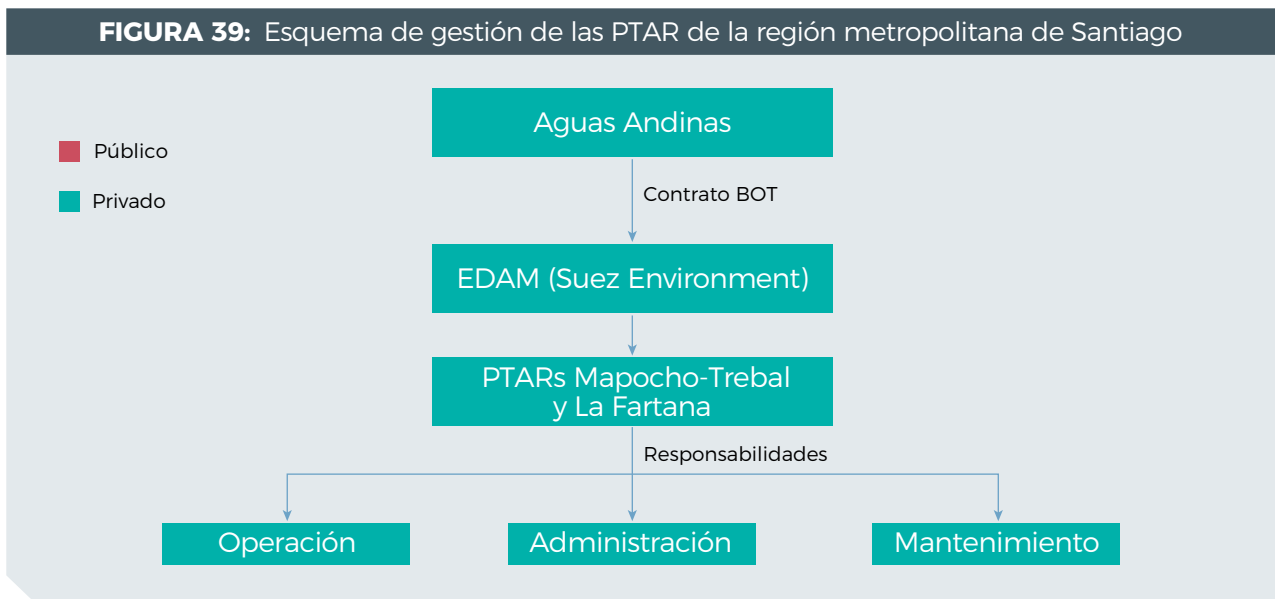 FIGURA 39: Esquema de gestión de las PTAR de la región metropolitana de Santiago
Aguas Andinas
Público
Privado
Contrato BOT
EDAM (Suez Environment)
PTARs Mapocho-Trebal
y La Fartana
Responsabilidades
Operación
Administración
Mantenimiento